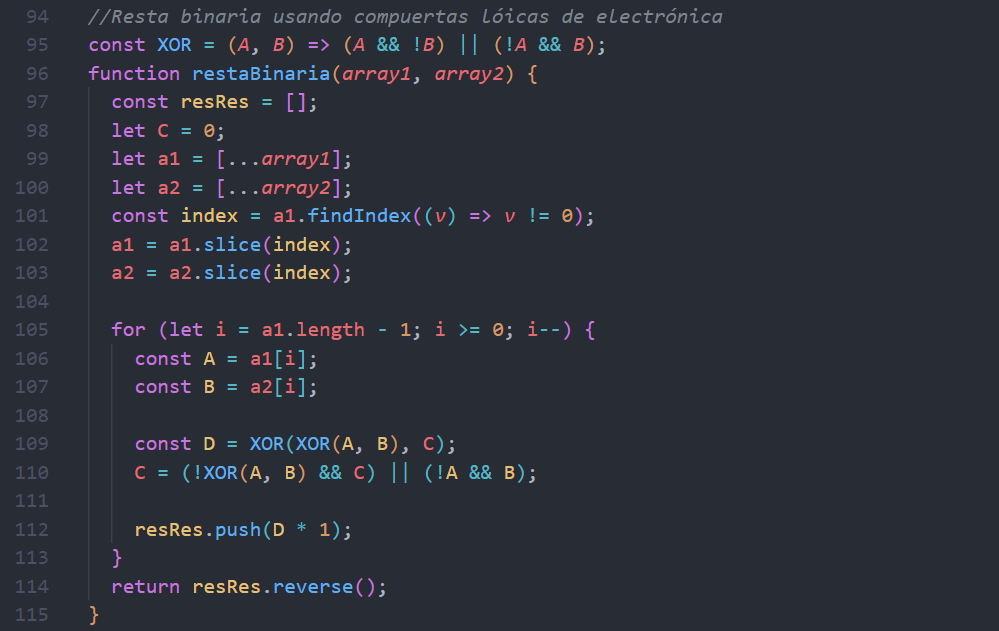 94 //Resta binaria usando compuertas lóicas de electrónica
95 const XOR = (A, B) => (A && !B) || (!A && B);
96 function restaBinaria(array1, array2) {
97   const resRes = [];
98   let C = 0;
99   let a1 = [...array1];
100   let a2 = [...array2];
101   const index = a1.findIndex((v) => v != 0);
102   a1 = a1.slice(index);
103   a2 = a2.slice(index);
104
105   for (let i = a1.length - 1; i >= 0; i--) {
106     const A = a1[i];
107     const B = a2[i];
108
109     const D = XOR(XOR(A, B), C);
110     C = (!XOR(A, B) && C) || (!A && B);
111
112     resRes.push(D * 1);
113   }
114   return resRes.reverse();
115 }